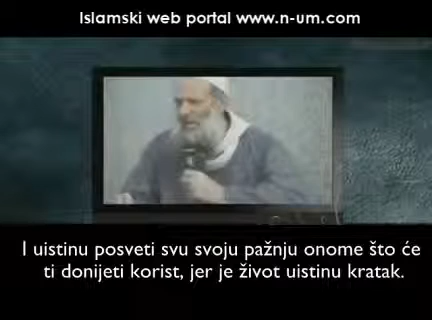 Islamski web portal www.n-um.com
I uistinu posveti svu svoju pažnju onome što će
ti donijeti korist, jer je život uistinu kratak.